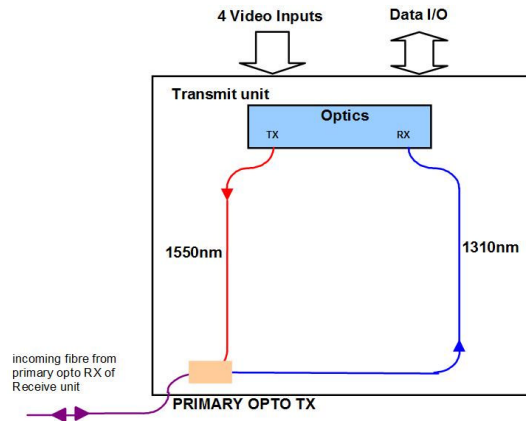 4 Video Inputs
Data I/O
Transmit unit
Optics
TX
RX
1550nm
1310nm
incoming fibre from
primary opto RX of
Receive unit
PRIMARY OPTO TX